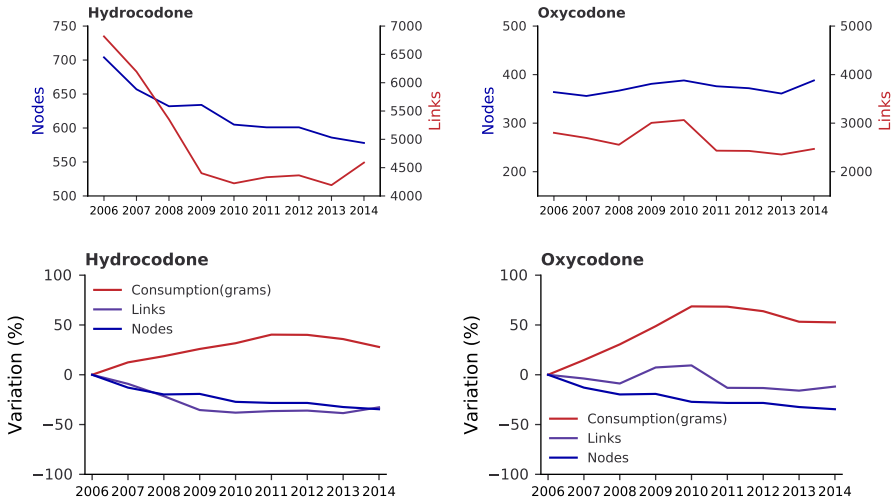 Hydrocodone
750
700
650
600
550
500
Nodes
7000
6500
6000
5500
5000
4500
4000
Links
2006 2007 2008 2009 2010 2011 2012 2013 2014
Oxycodone
500
400
300
200
Nodes
5000
4000
3000
2000
Links
2006 2007 2008 2009 2010 2011 2012 2013 2014
Hydrocodone
100
50
0
−50
−100
Variation (%)
Consumption(grams)
Links
Nodes
2006 2007 2008 2009 2010 2011 2012 2013 2014
Oxycodone
100
50
0
−50
−100
Variation (%)
Consumption(grams)
Links
Nodes
2006 2007 2008 2009 2010 2011 2012 2013 2014